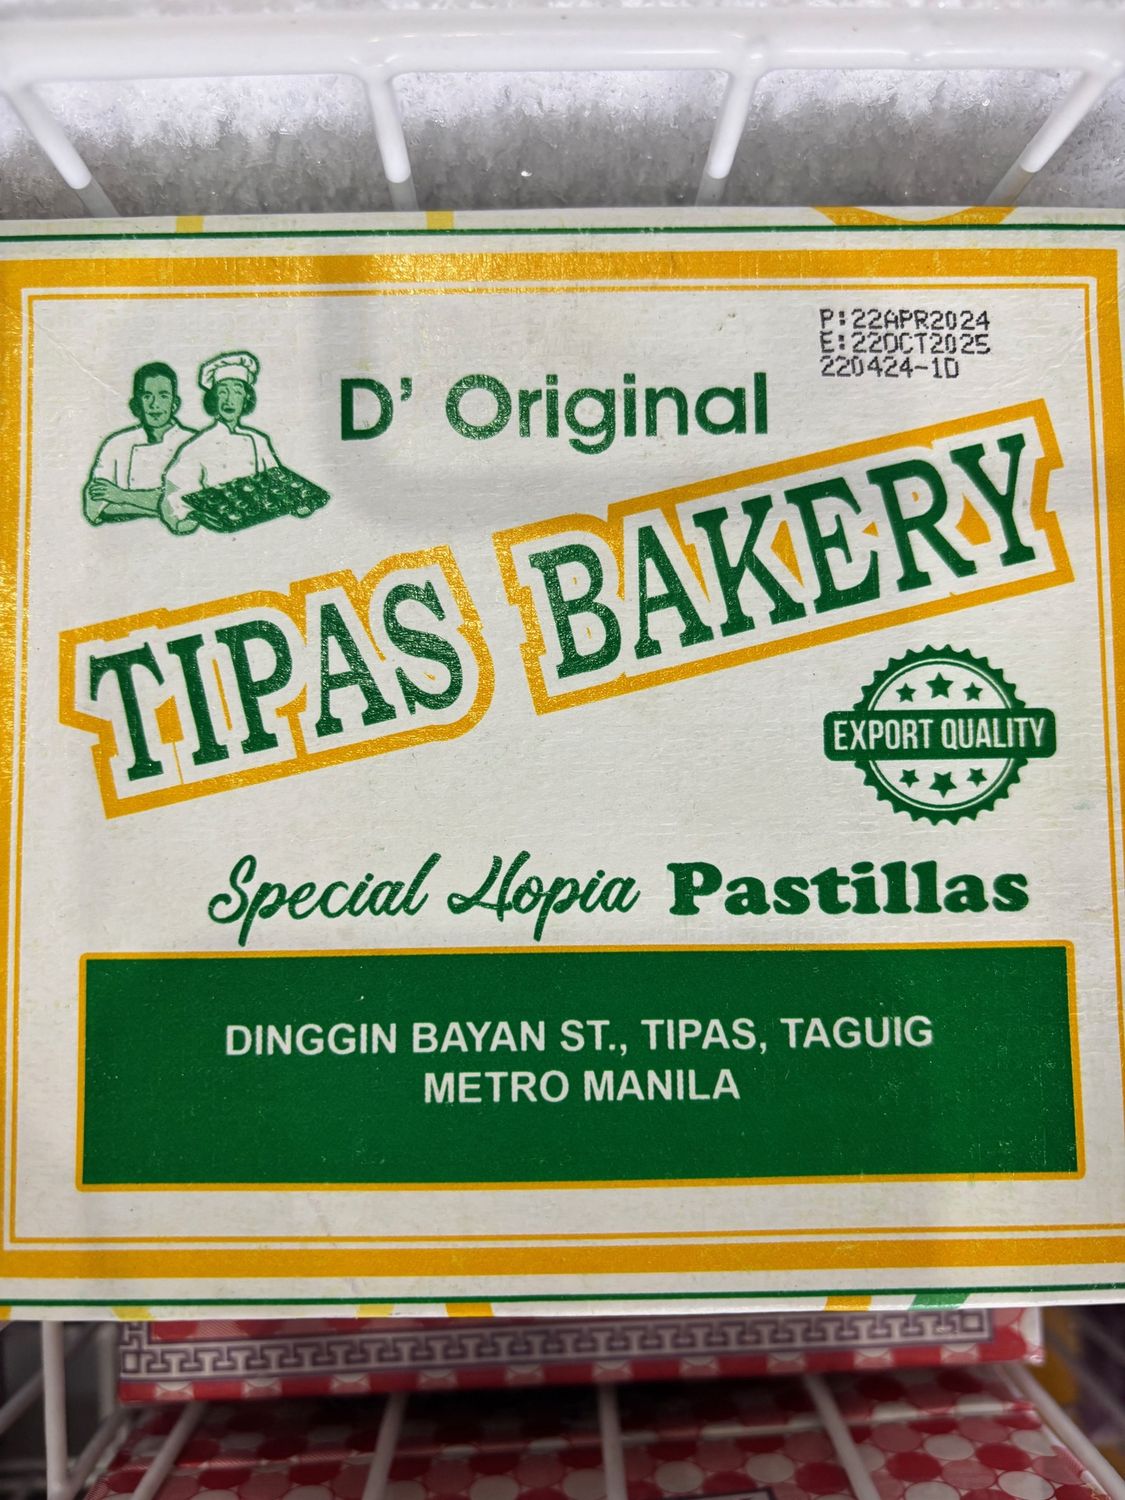 P:22APR2024
E:22OCT2025
220424-1D
D' Original
TIPAS BAKERY
EXPORT QUALITY
Special Hopia Pastillas
DINGGIN BAYAN ST., TIPAS, TAGUIG
METRO MANILA